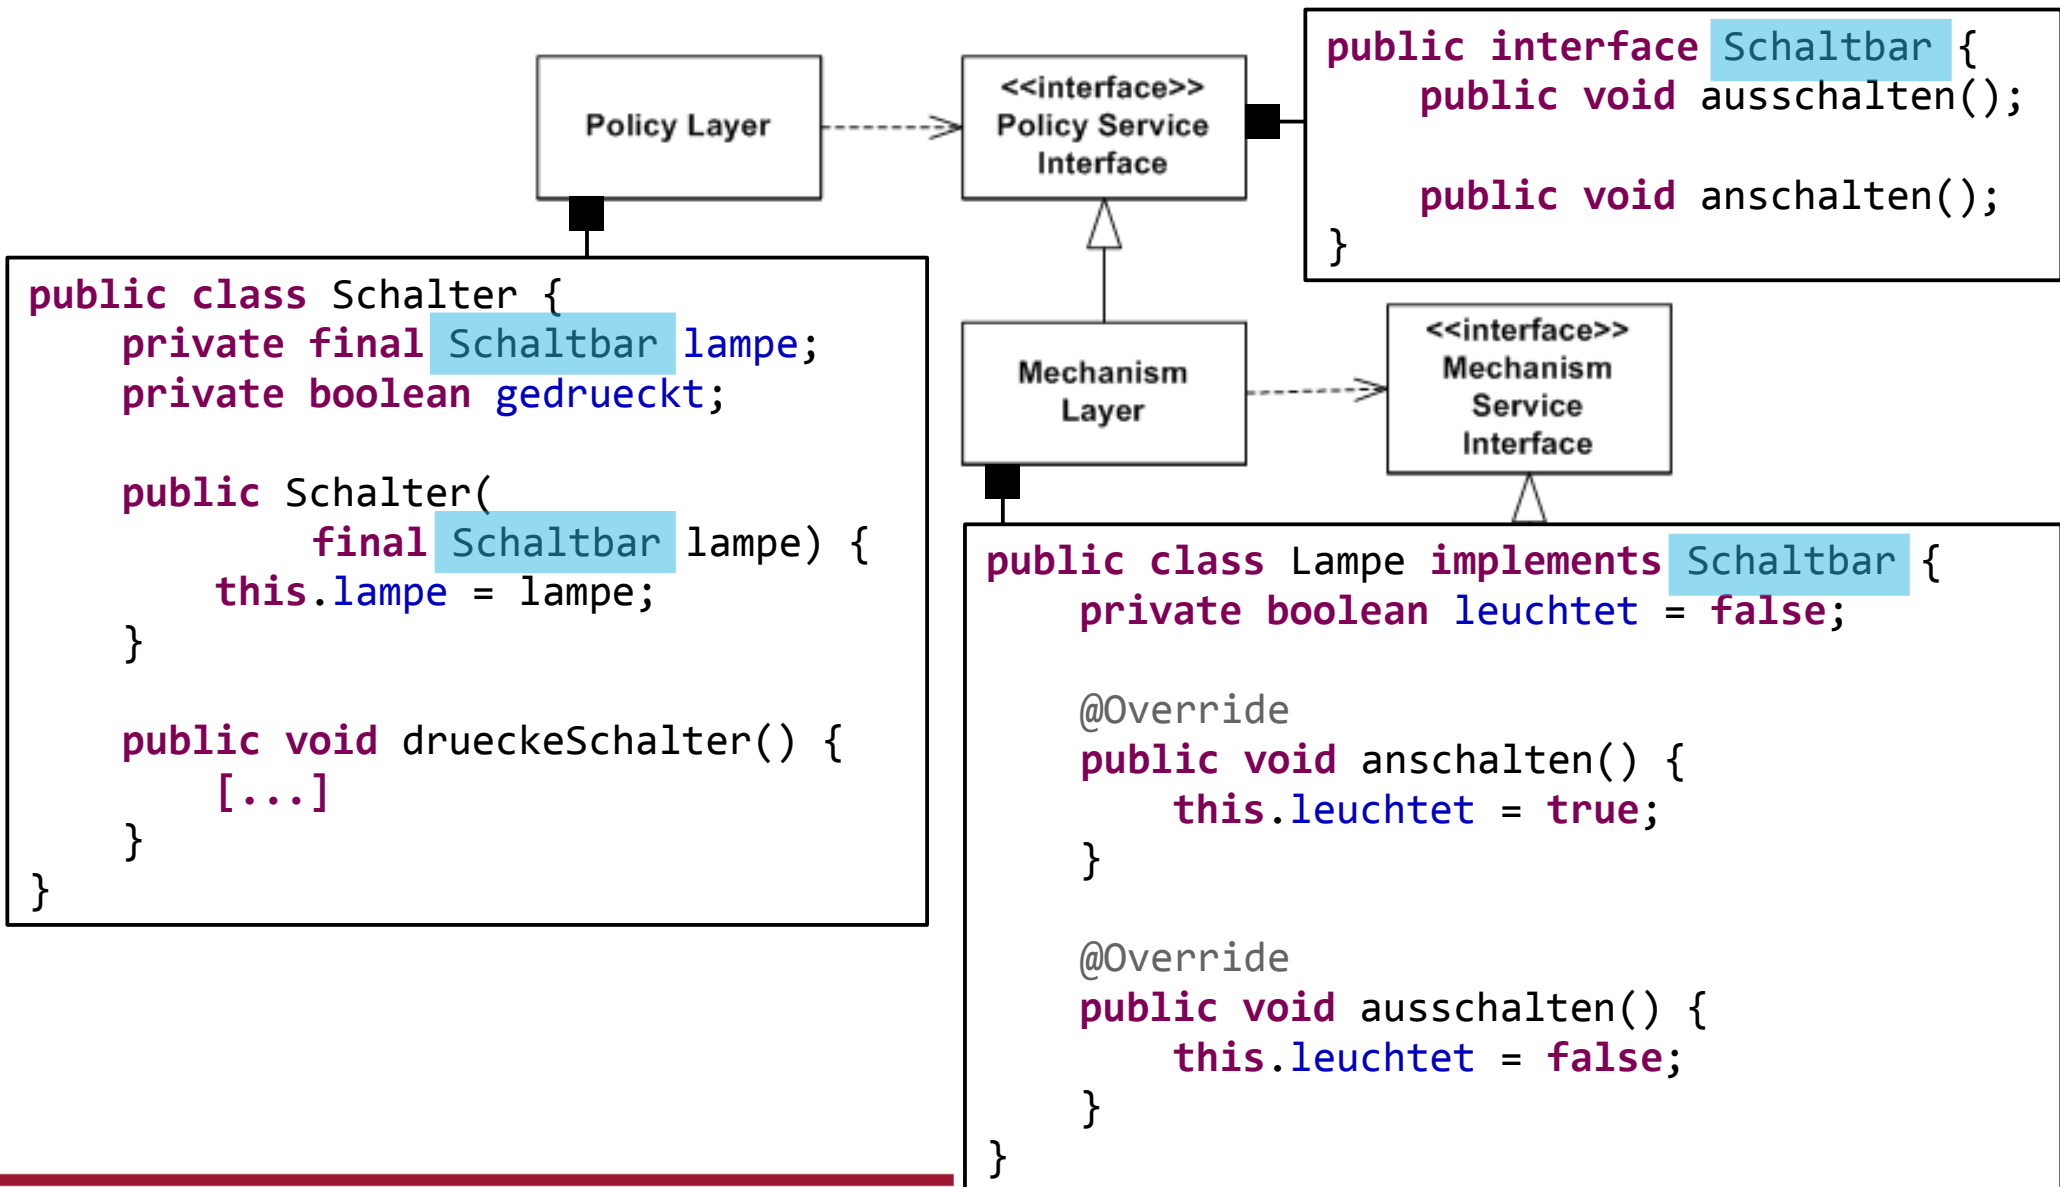 Policy Layer
<<interface>>
Policy Service
Interface
public interface Schaltbar {
    public void ausschalten();
    public void anschalten();
}
public class Schalter {
    private final Schaltbar lampe;
    private boolean gedrueckt;
    public Schalter(
            final Schaltbar lampe) {
        this.lampe = lampe;
    }
    public void drueckeSchalter() {
        [...]
    }
}
Mechanism
Layer
<<interface>>
Mechanism
Service
Interface
public class Lampe implements Schaltbar {
    private boolean leuchtet = false;
    @Override
    public void anschalten() {
        this.leuchtet = true;
    }
    @Override
    public void ausschalten() {
        this.leuchtet = false;
    }
}